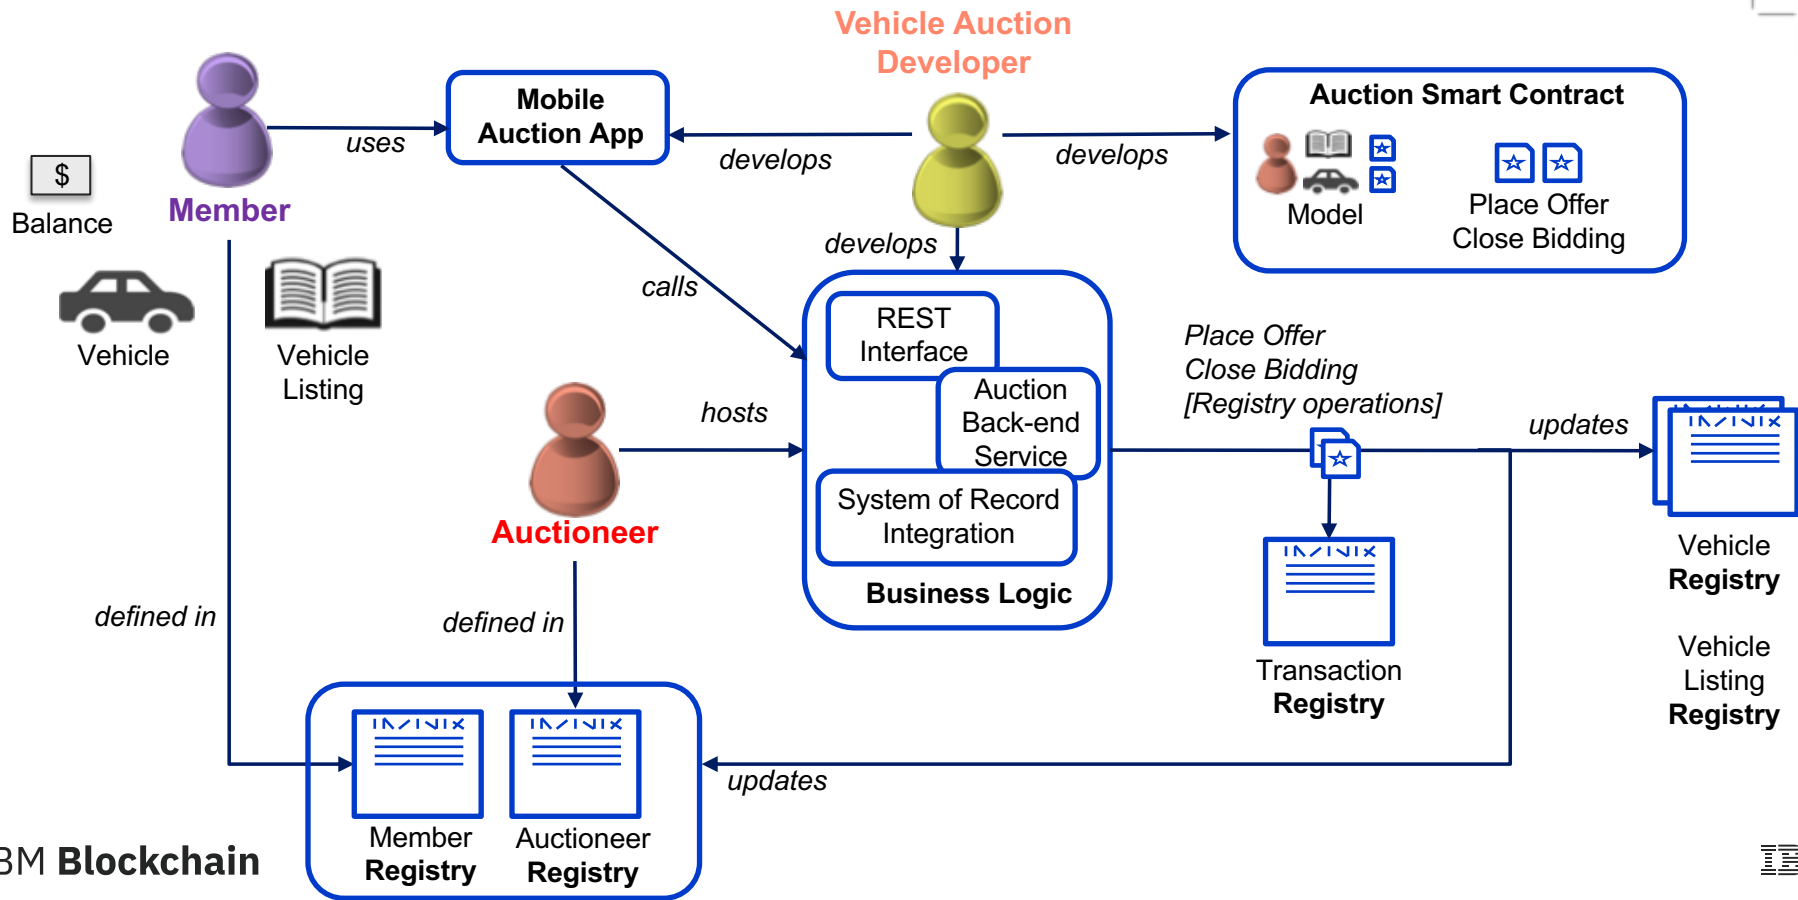 Vehicle Auction
Developer
Mobile
Auction App
Auction Smart Contract
uses
develops
develops
$
Balance
Member
Model
Place Offer
Close Bidding
develops
calls
Vehicle
Vehicle
Listing
REST
Interface
Place Offer
Close Bidding
[Registry operations]
hosts
Auction
Back-end
Service
updates
System of Record
Integration
Auctioneer
Business Logic
Vehicle
Registry
defined in
defined in
Transaction
Registry
Vehicle
Listing
Registry
updates
Member
Registry
Auctioneer
Registry
BM Blockchain